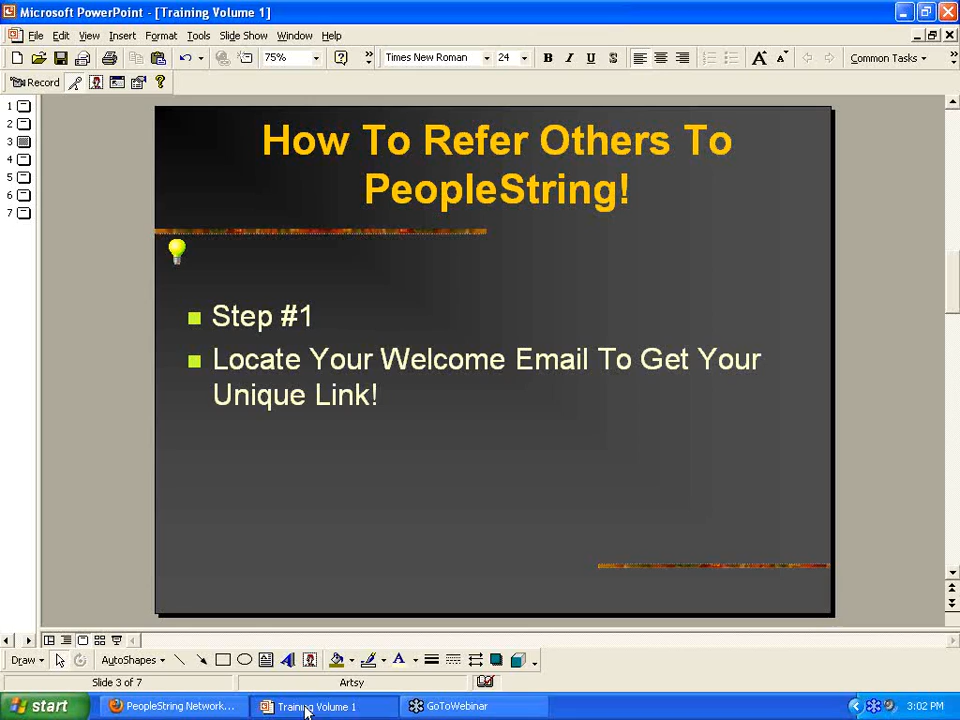 Microsoft PowerPoint - [Training Volume 1]
File Edit View Insert Format Tools Slide Show Window Help
75% Times New Roman 24 B I U S A A Common Tasks
Record
1
2
3
4
5
6
7
How To Refer Others To
PeopleString!
Step #1
Locate Your Welcome Email To Get Your
Unique Link!
Draw AutoShapes A
Slide 3 of 7 Artsy
start PeopleString Network... Training Volume 1 GoToWebinar 3:02 PM